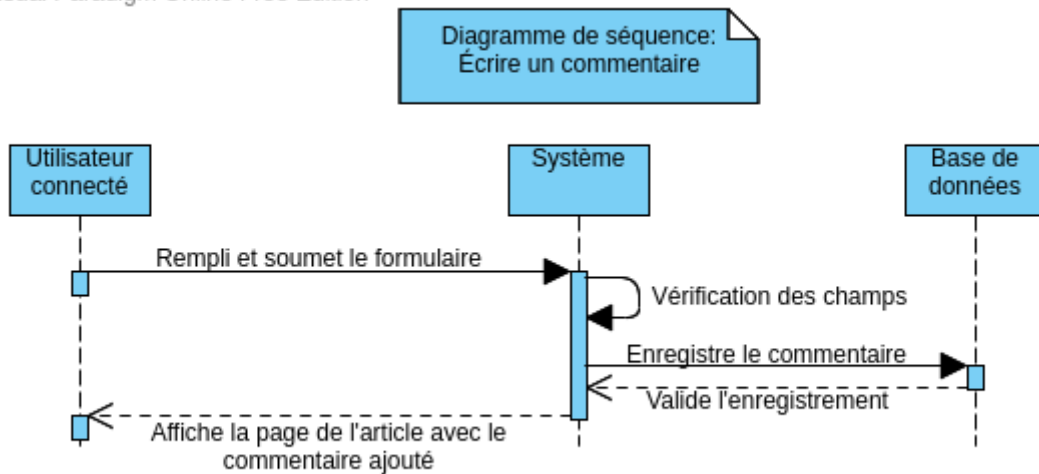 Diagramme de séquence:
Écrire un commentaire
Utilisateur
connecté
Système
Base de
données
Rempli et soumet le formulaire
Vérification des champs
Enregistre le commentaire
Valide l'enregistrement
Affiche la page de l'article avec le
commentaire ajouté